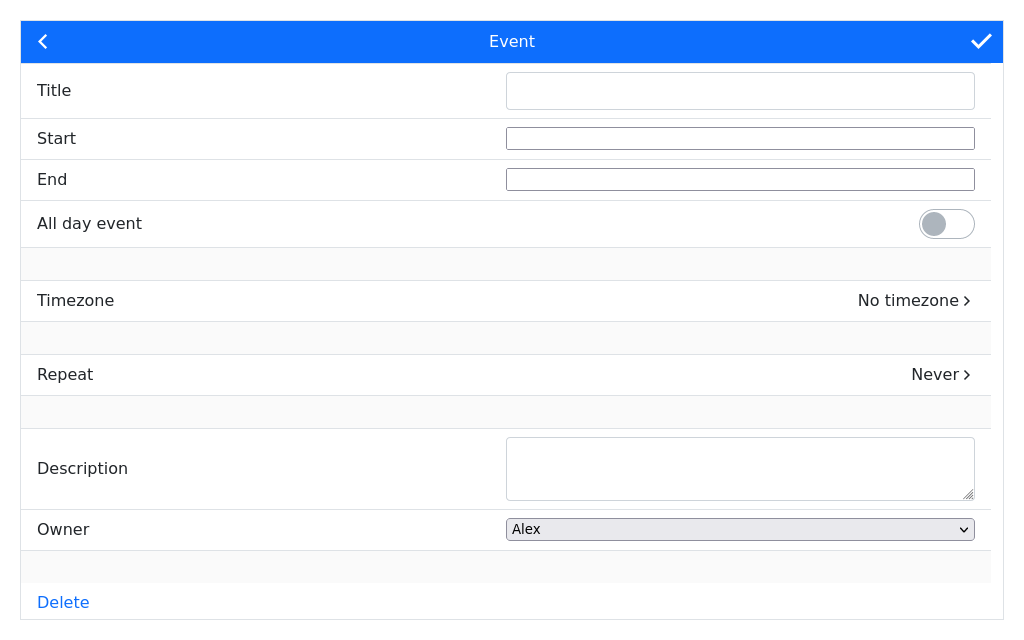 Event
Title
Start
End
All day event
Timezone No timezone
Repeat Never
Description
Owner Alex
Delete